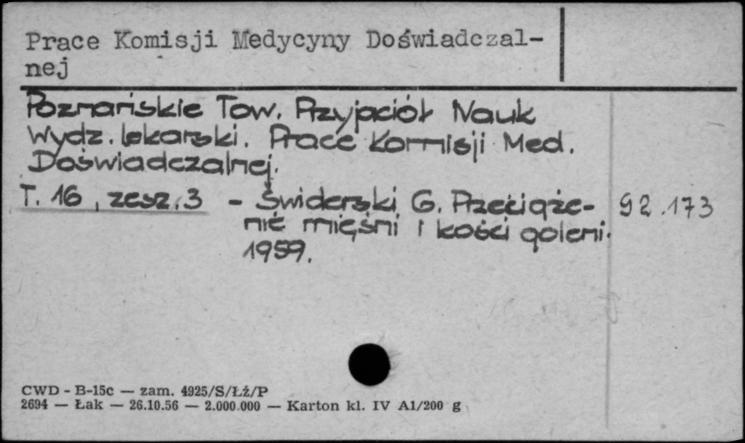 Prace Komisji Medycyny Doświadczal-
nej
Poznańskie Tow. Przyjaciół Nauk
Wydz. lekarski. Prace Komisji Med.
Doświadczalnej.
T. 16, zesz. 3 - Świderski G. Przeciąże- 92.173
nie mięśni i kości goleni.
1959.
CWD - B-15c — zam. 4925/S/Łż/P
2694 — Łak — 26.10.56 — 2.000.000 — Karton kl. IV A1/200 g